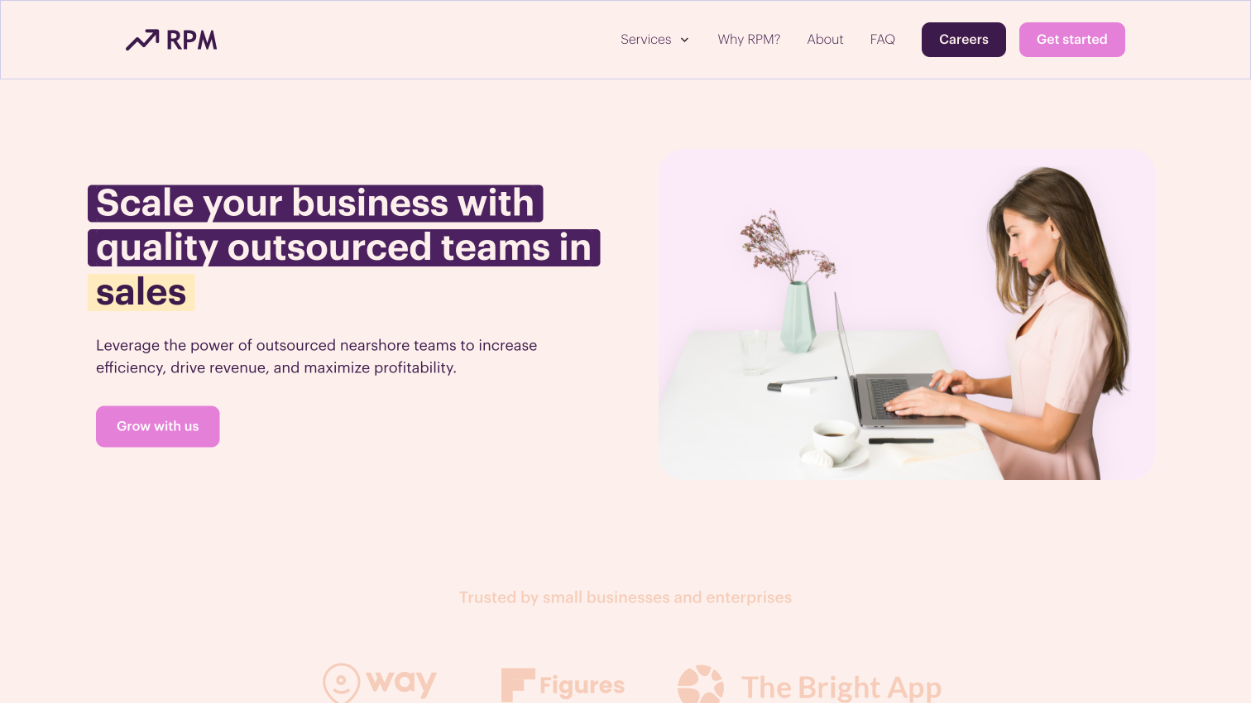 RPM
Services
Why RPM?
About
FAQ
Careers
Get started
Scale your business with
quality outsourced teams in
sales
Leverage the power of outsourced nearshore teams to increase
efficiency, drive revenue, and maximize profitability.
Grow with us
Trusted by small businesses and enterprises
way
Figures
The Bright App